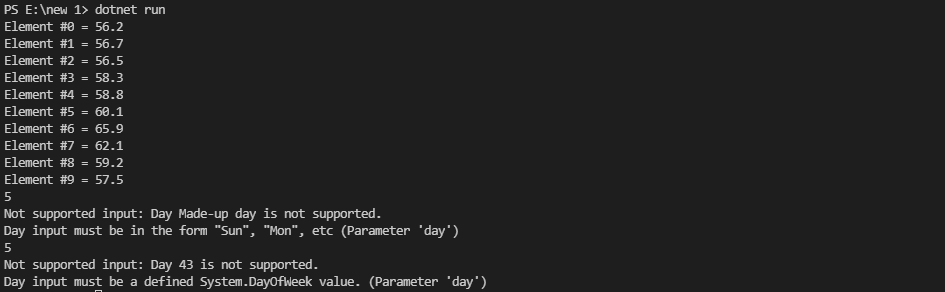 PS E:\new 1> dotnet run
Element #0 = 56.2
Element #1 = 56.7
Element #2 = 56.5
Element #3 = 58.3
Element #4 = 58.8
Element #5 = 60.1
Element #6 = 65.9
Element #7 = 62.1
Element #8 = 59.2
Element #9 = 57.5
5
Not supported input: Day Made-up day is not supported.
Day input must be in the form "Sun", "Mon", etc (Parameter 'day')
5
Not supported input: Day 43 is not supported.
Day input must be a defined System.DayOfWeek value. (Parameter 'day')